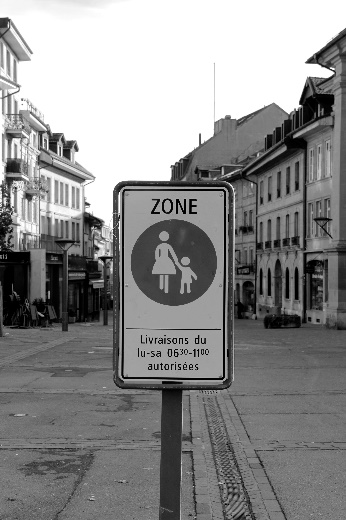 ZONE
Livraisons du
lu-sa 06³⁰-11⁰⁰
autorisées